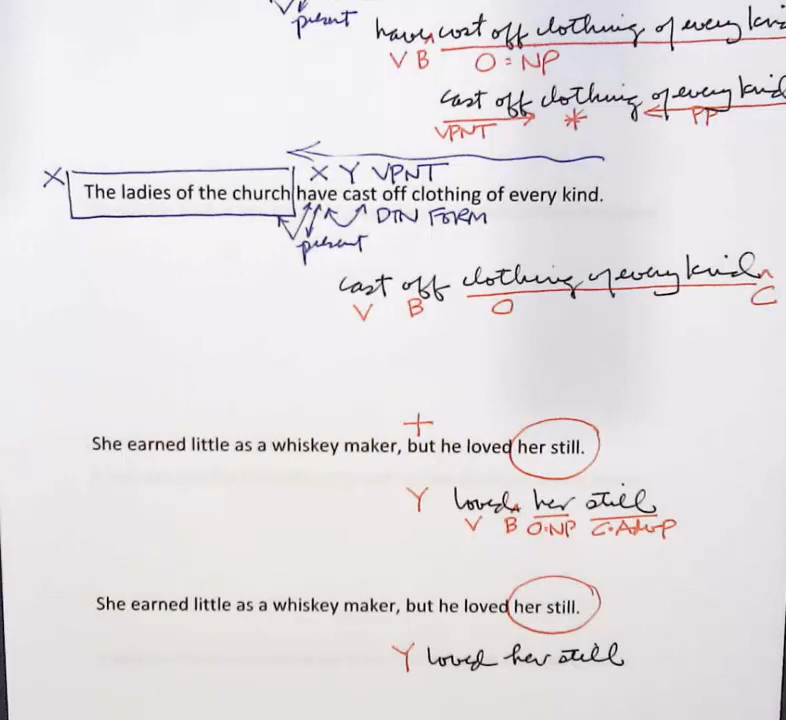 present
have cast off clothing of every kin
V B O = NP
cast off clothing of every kind
VPNT * PP
X Y VPNT
X The ladies of the church have cast off clothing of every kind.
DTN FORM
present
cast off clothing of every kind
V B O C
+
She earned little as a whiskey maker, but he loved her still.
Y loved her still
V B O:NP C:AdvP
She earned little as a whiskey maker, but he loved her still.
Y loved her still